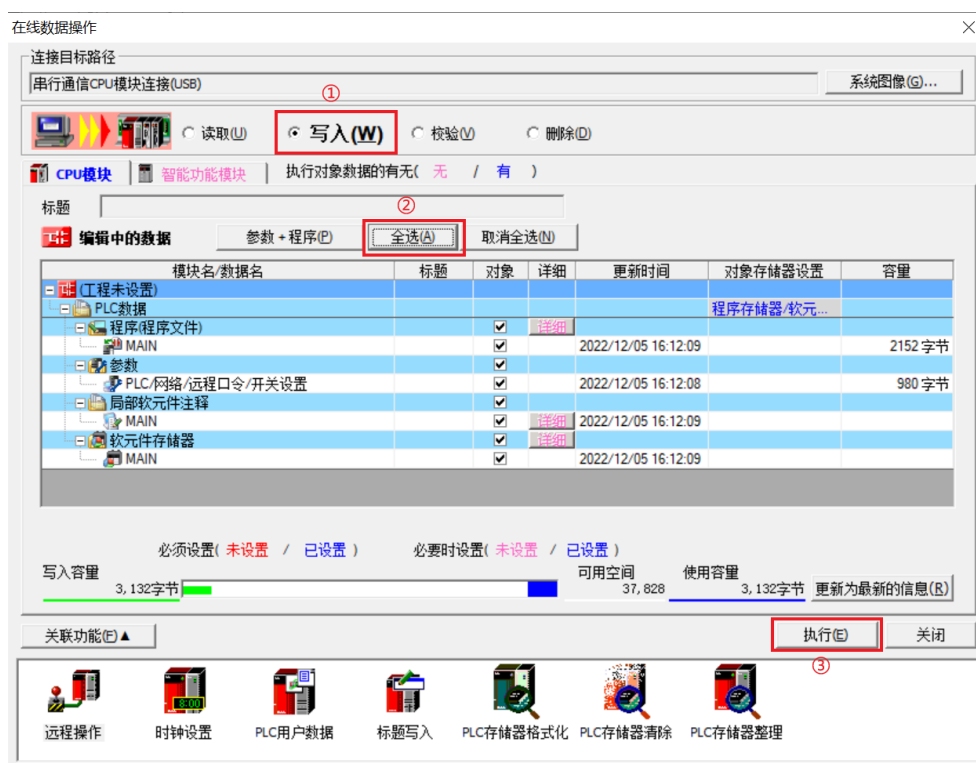 在线数据操作
连接目标路径
串行通信CPU模块连接(USB)
系统图像(G)...
①
读取(U)
写入(W)
校验(V)
删除(D)
CPU模块
智能功能模块
执行对象数据的有无( 无 / 有 )
标题
②
编辑中的数据
参数+程序(P)
全选(A)
取消全选(N)
模块名/数据名 标题 对象 详细 更新时间 对象存储器设置 容量
(工程未设置)
PLC数据 程序存储器/软元...
程序(程序文件) 详细
MAIN 2022/12/05 16:12:09 2152 字节
参数
PLC/网络/远程口令/开关设置 2022/12/05 16:12:08 980 字节
局部软元件注释
MAIN 详细 2022/12/05 16:12:09
软元件存储器 详细
MAIN 2022/12/05 16:12:09
必须设置( 未设置 / 已设置 ) 必要时设置( 未设置 / 已设置 )
写入容量 可用空间 使用容量
3,132字节 37,828 3,132字节 更新为最新的信息(R)
关联功能(F)▲ 执行(E) 关闭
③
8:00
远程操作 时钟设置 PLC用户数据 标题写入 PLC存储器格式化 PLC存储器清除 PLC存储器整理